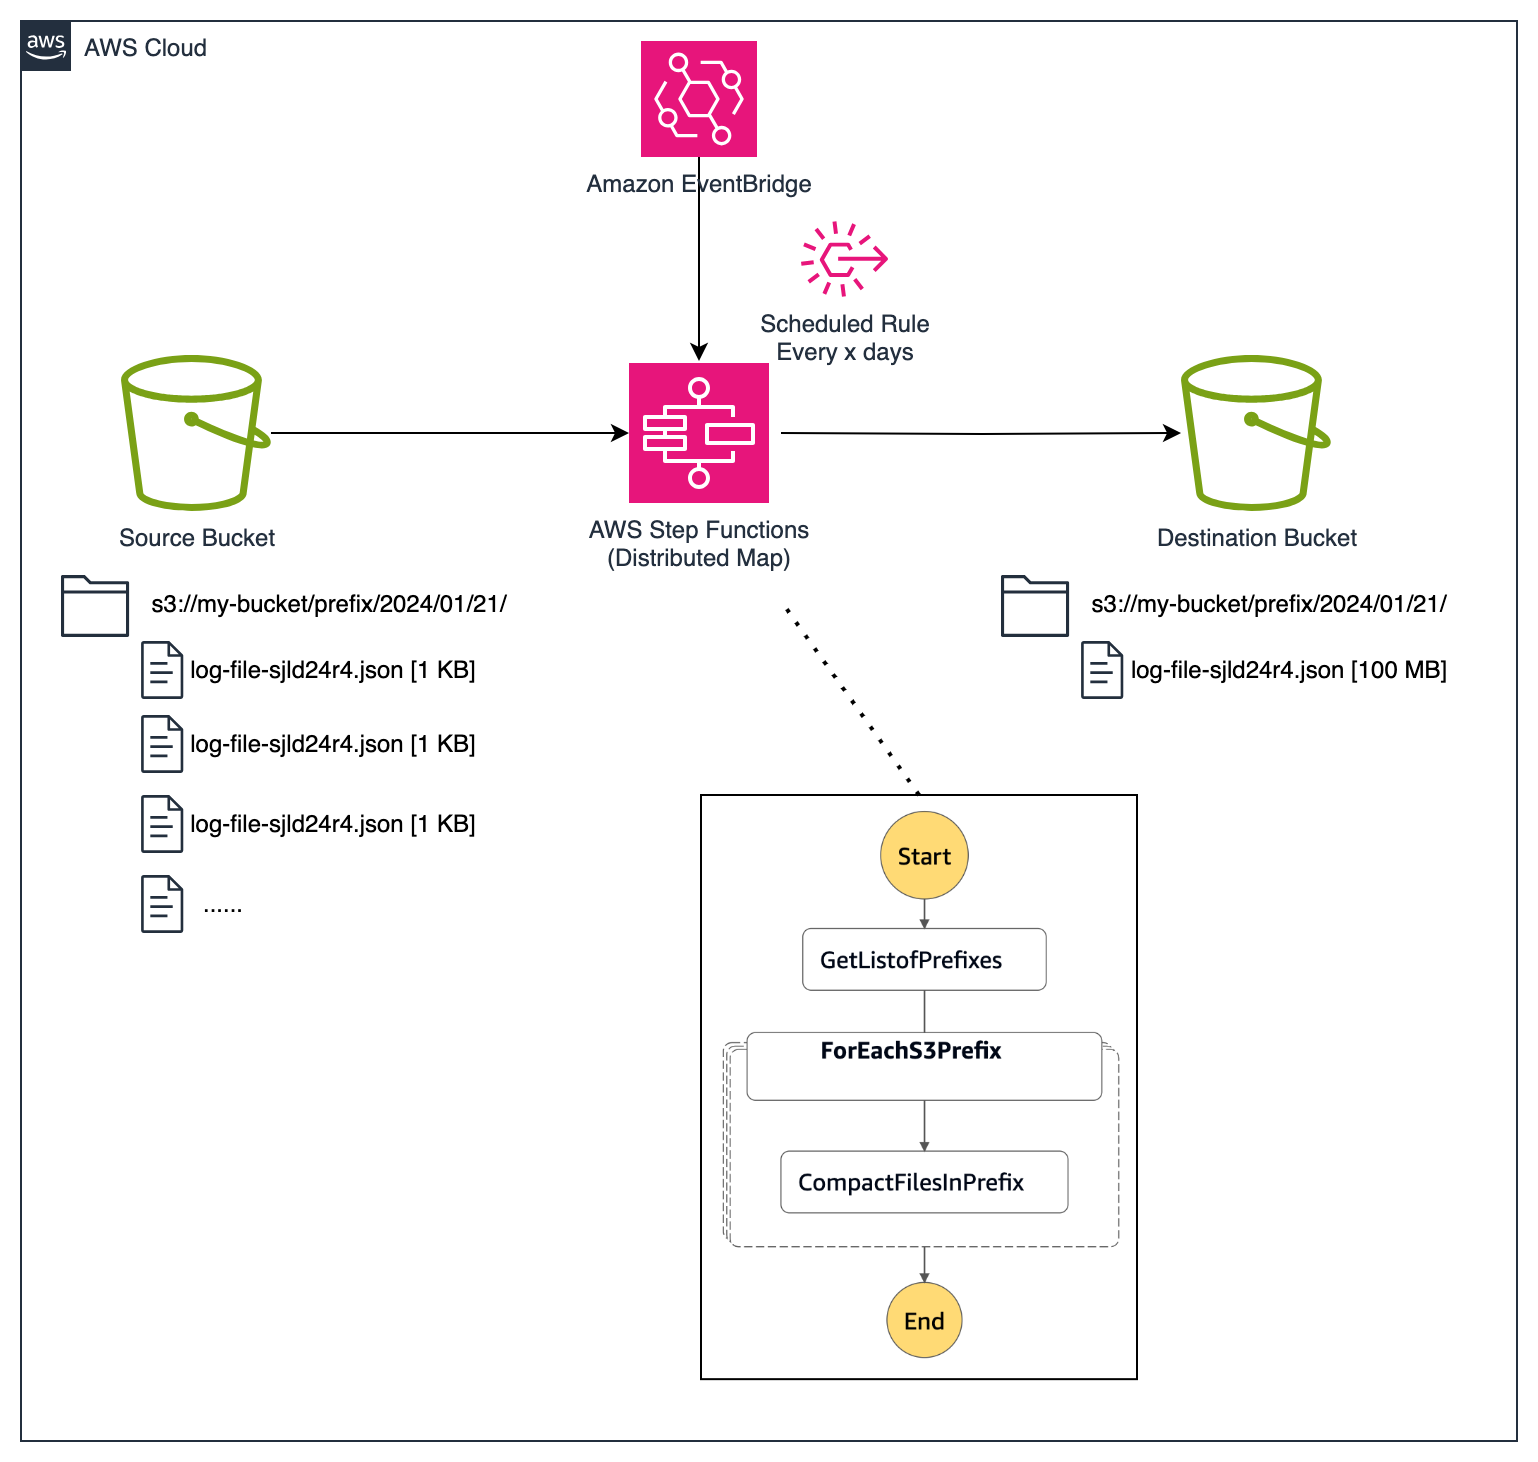 aws
AWS Cloud
Amazon EventBridge
Scheduled Rule
Every x days
Source Bucket
AWS Step Functions
(Distributed Map)
Destination Bucket
s3://my-bucket/prefix/2024/01/21/
log-file-sjld24r4.json [1 KB]
log-file-sjld24r4.json [1 KB]
log-file-sjld24r4.json [1 KB]
......
s3://my-bucket/prefix/2024/01/21/
log-file-sjld24r4.json [100 MB]
Start
GetListofPrefixes
ForEachS3Prefix
CompactFilesInPrefix
End